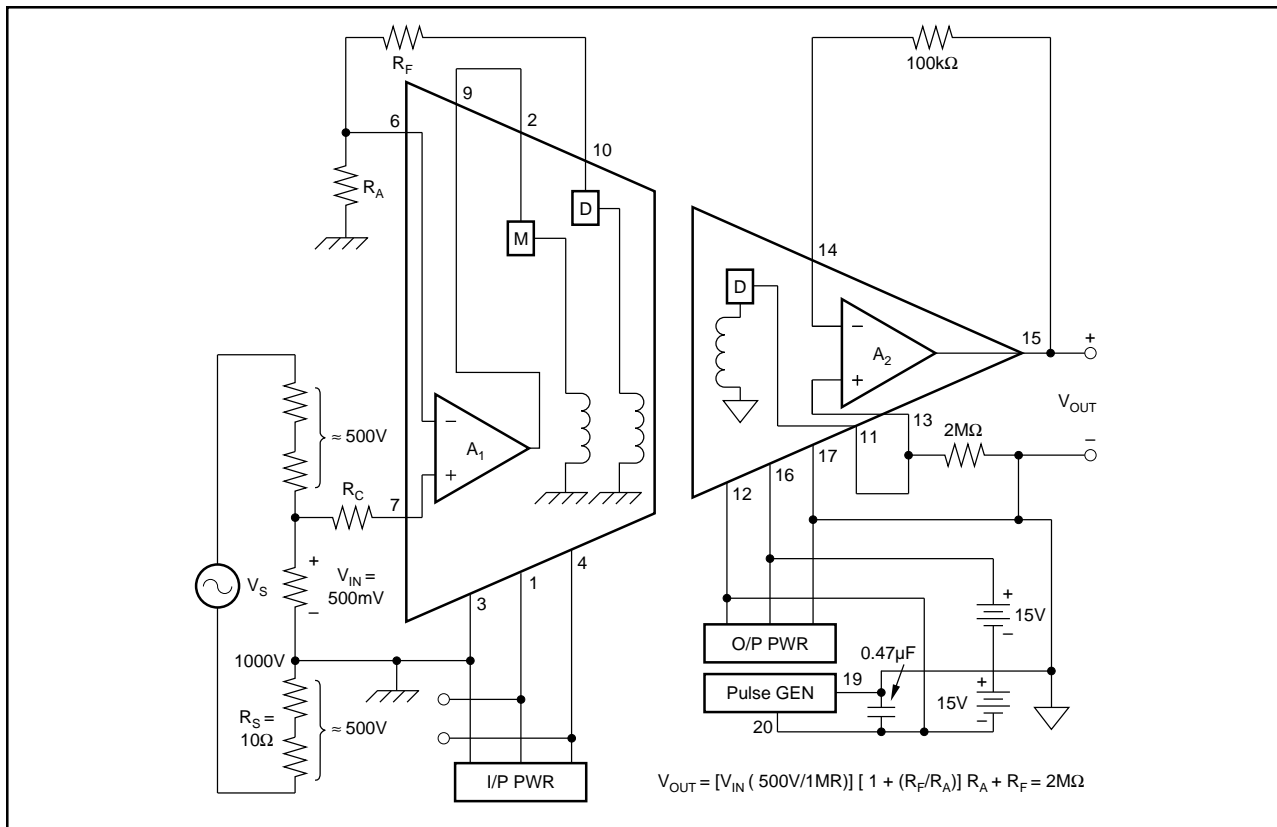 R_F
100kΩ
9
6
2
10
R_A
D
M
14
D
−
A_2
+
15
+
V_OUT
−
13
11
2MΩ
17
16
12
≈ 500V
−
A_1
+
R_C
7
V_S
+
V_IN =
500mV
−
4
1
3
1000V
R_S =
10Ω
≈ 500V
I/P PWR
O/P PWR
0.47µF
Pulse GEN
19
20
+
15V
−
+
15V
−
V_OUT = [V_IN ( 500V/1MR)] [ 1 + (R_F/R_A)] R_A + R_F = 2MΩ